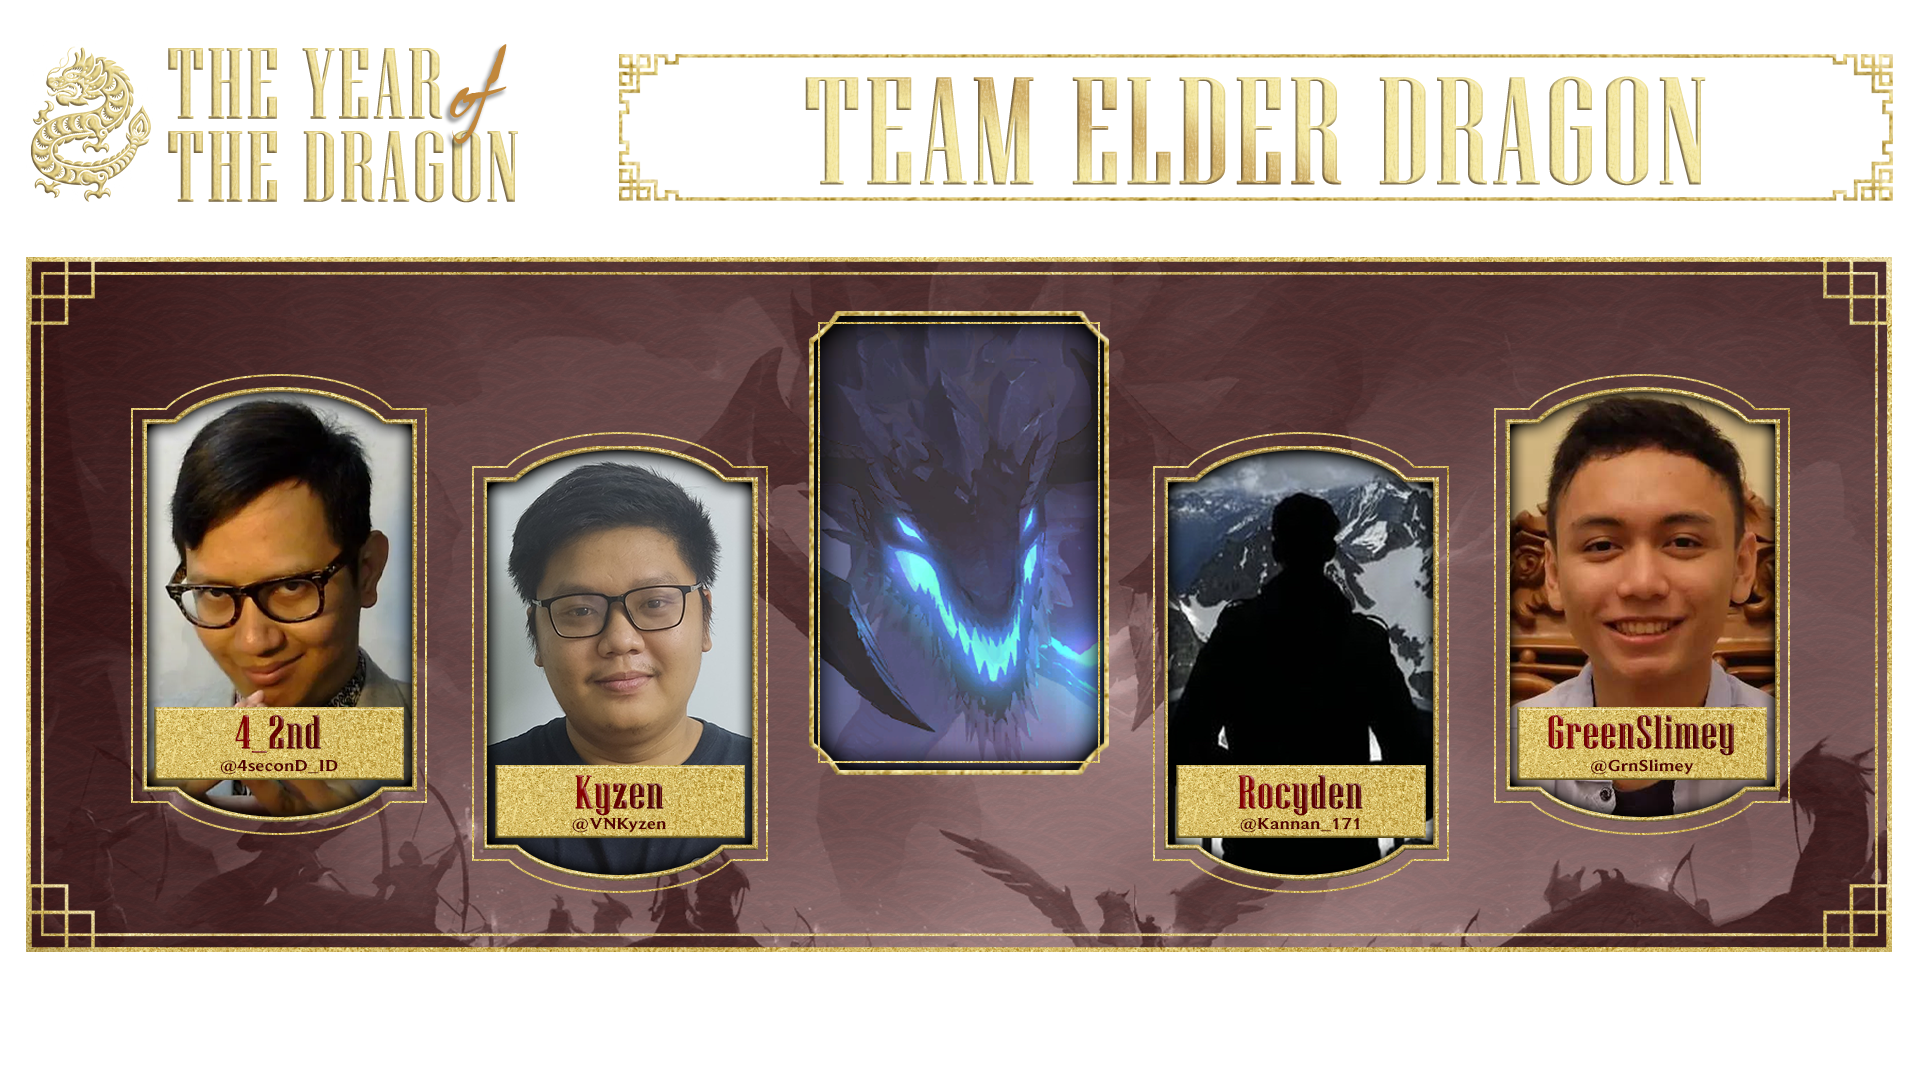 THE YEAR of
THE DRAGON
TEAM ELDER DRAGON
4_2nd
@4seconD_ID
Kyzen
@VNKyzen
Rocyden
@Kannan_171
GreenSlimey
@GrnSlimey